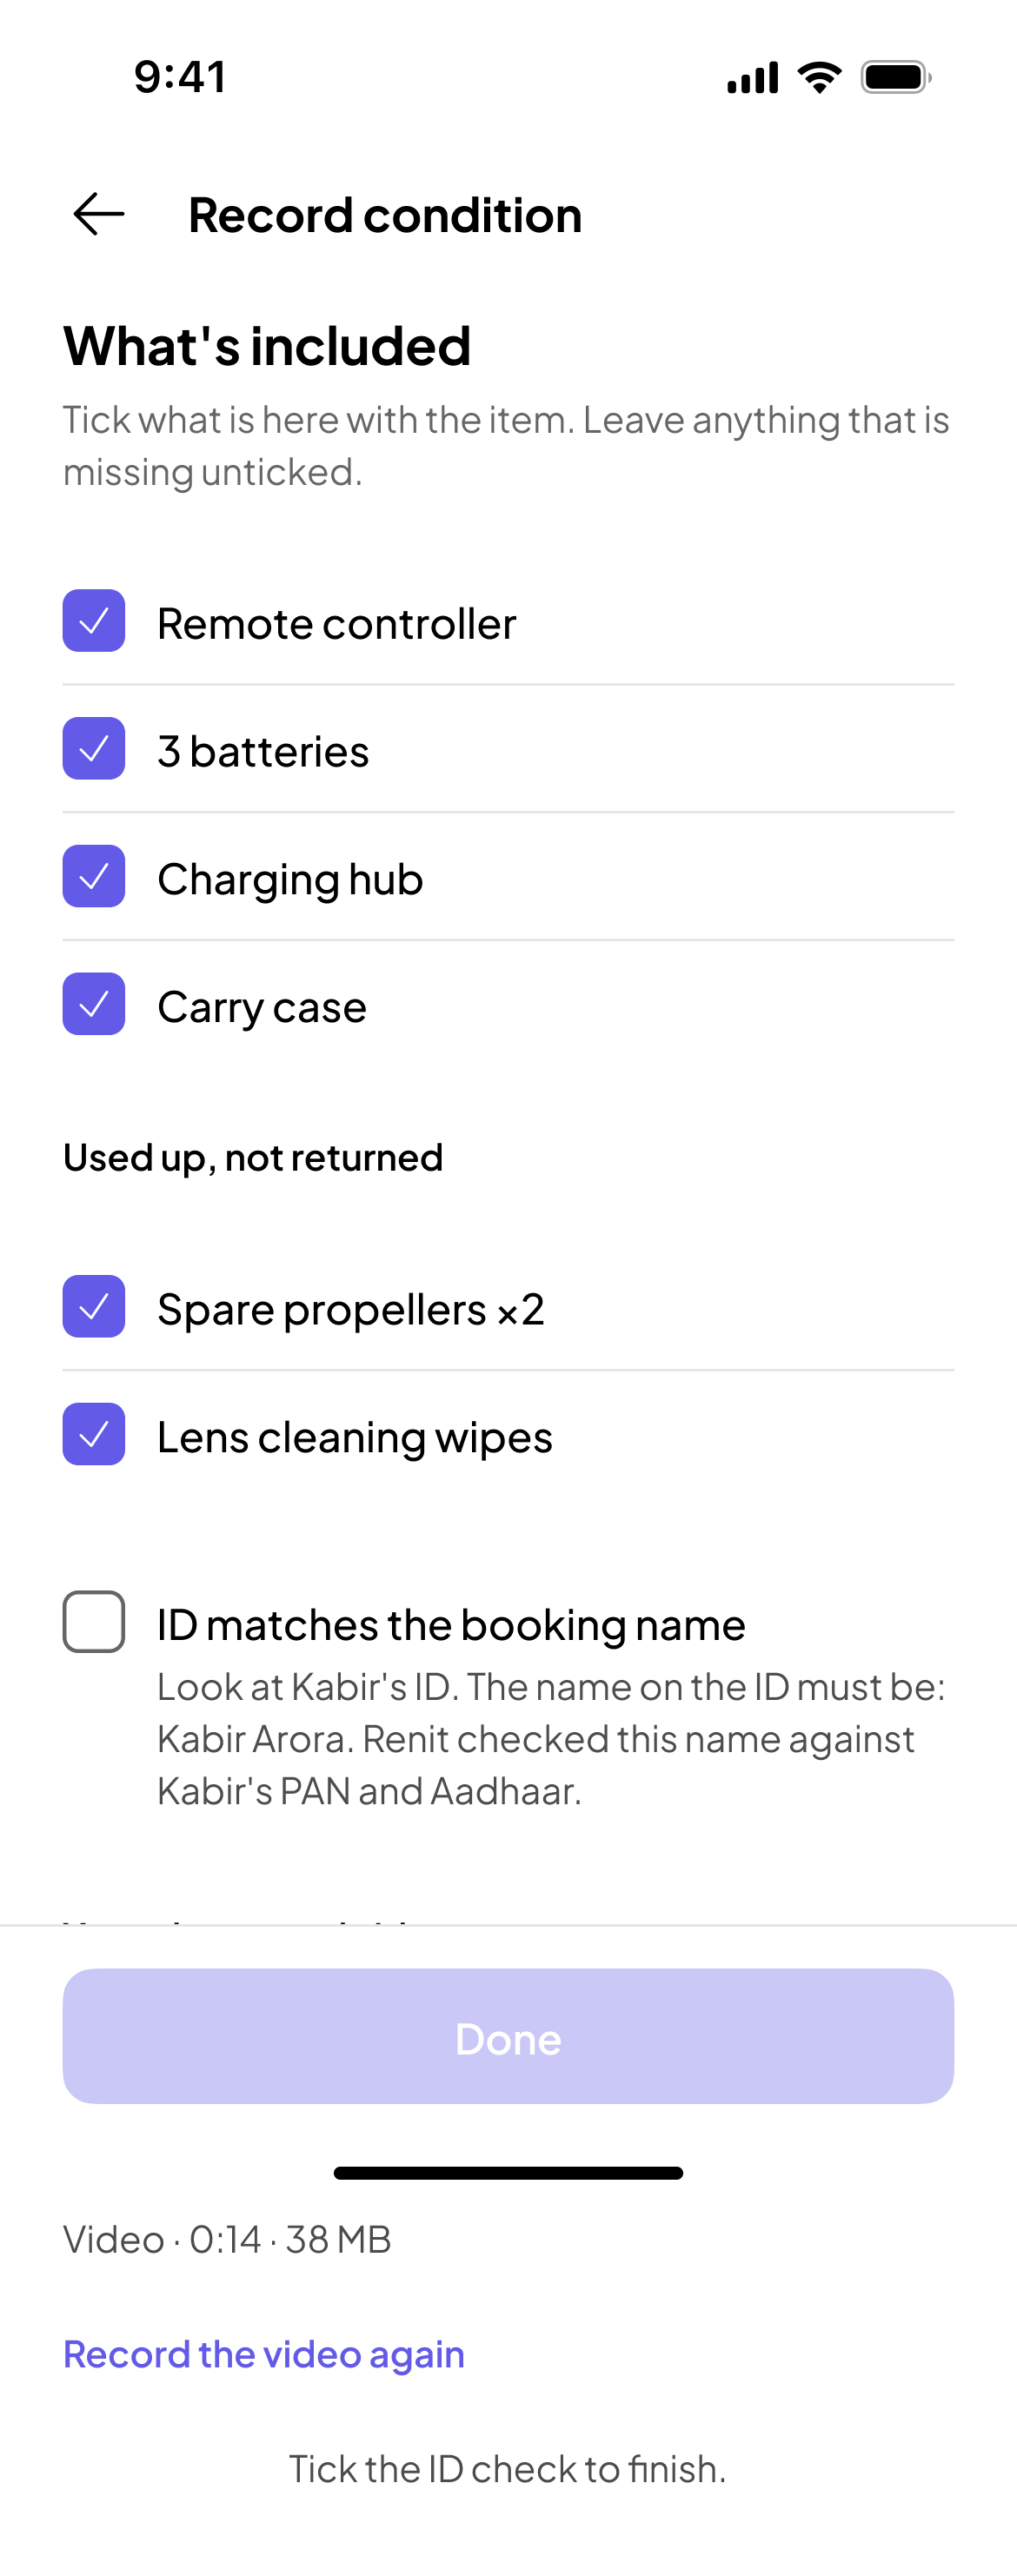 9:41
Record condition
What's included
Tick what is here with the item. Leave anything that is
missing unticked.
Remote controller
3 batteries
Charging hub
Carry case
Used up, not returned
Spare propellers ×2
Lens cleaning wipes
ID matches the booking name
Look at Kabir's ID. The name on the ID must be:
Kabir Arora. Renit checked this name against
Kabir's PAN and Aadhaar.
Done
Video · 0:14 · 38 MB
Record the video again
Tick the ID check to finish.